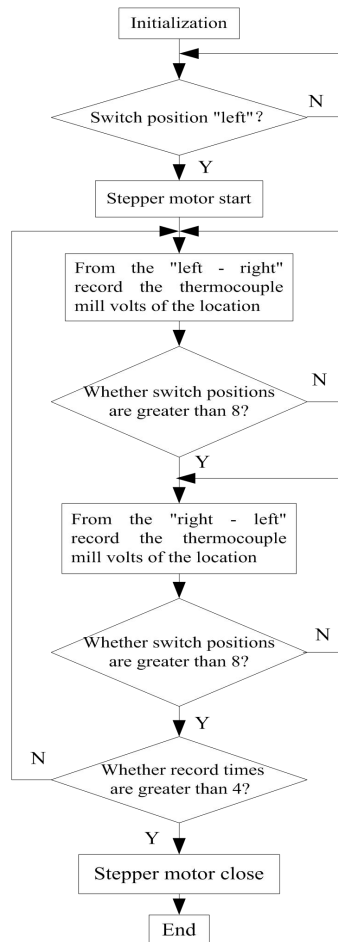 Initialization
Switch position "left"?
N
Y
Stepper motor start
From the "left - right"
record the thermocouple
mill volts of the location
Whether switch positions
are greater than 8?
N
Y
From the "right - left"
record the thermocouple
mill volts of the location
Whether switch positions
are greater than 8?
N
Y
N
Whether record times
are greater than 4?
Y
Stepper motor close
End